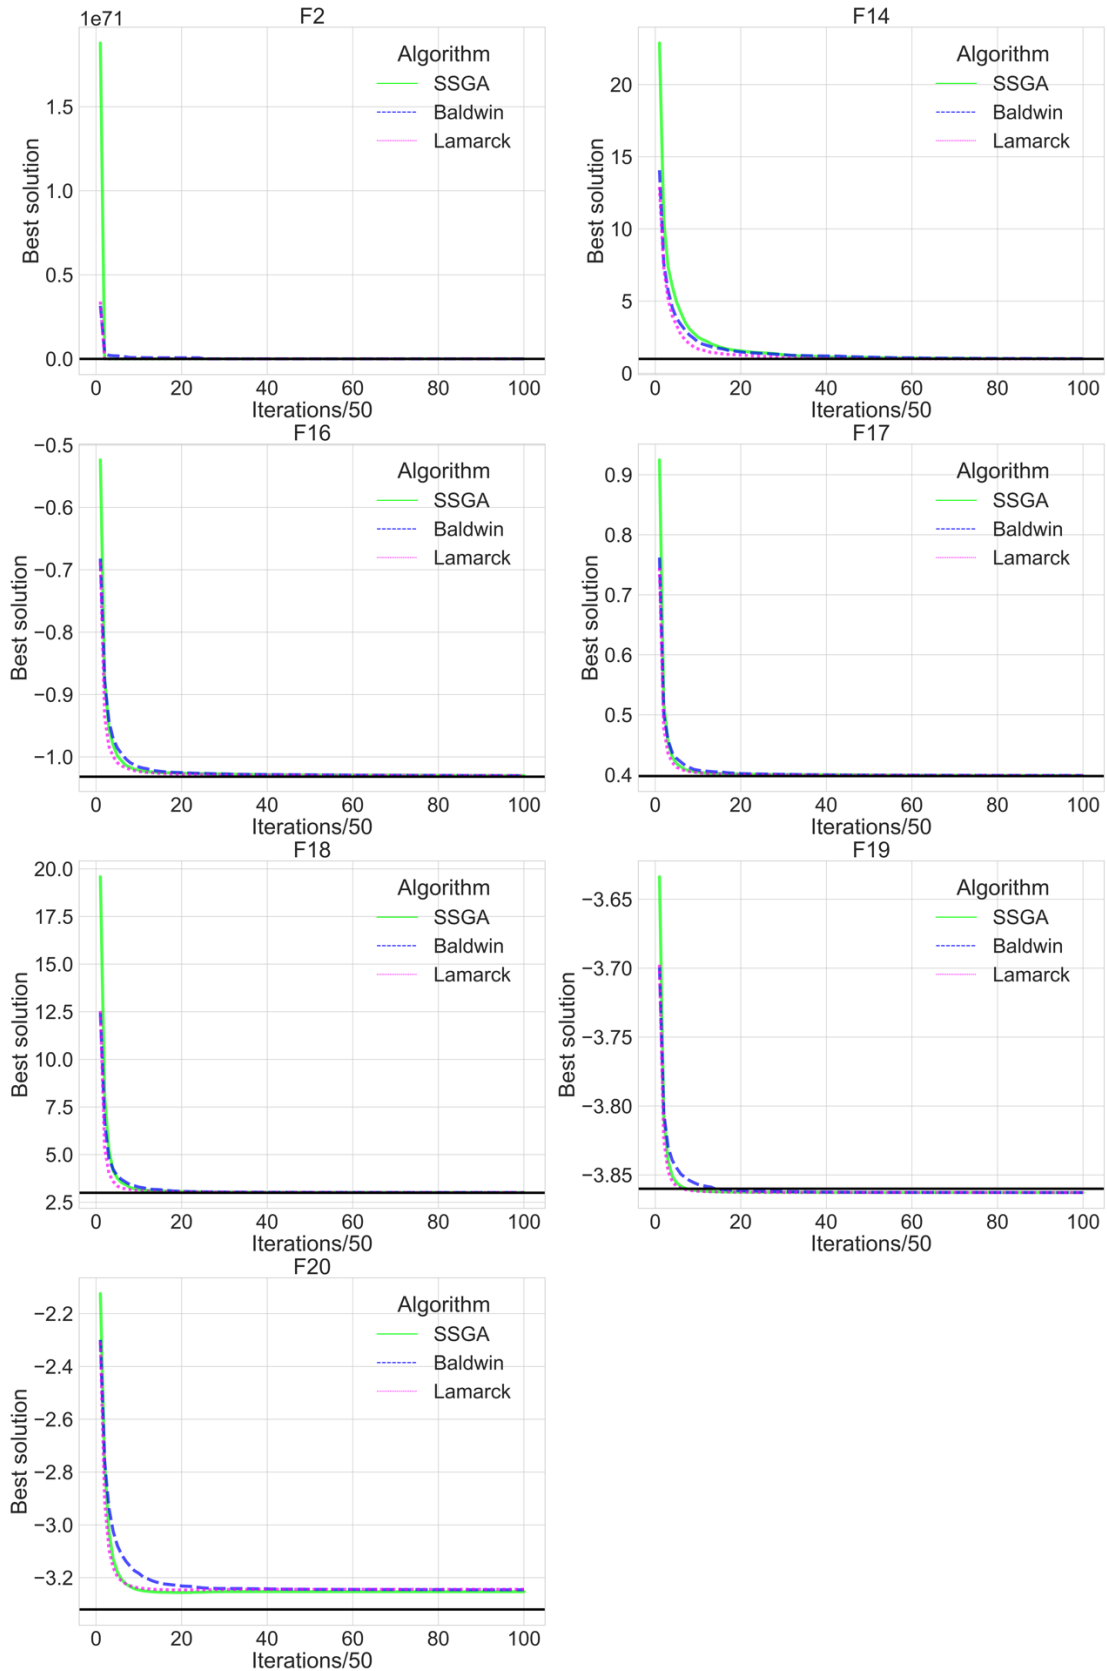 F2
1e71
Best solution
1.5
1.0
0.5
0.0
Algorithm
SSGA
Baldwin
Lamarck
0 20 40 60 80 100
Iterations/50
F14
Best solution
20
15
10
5
0
Algorithm
SSGA
Baldwin
Lamarck
0 20 40 60 80 100
Iterations/50
F16
Best solution
−0.5
−0.6
−0.7
−0.8
−0.9
−1.0
Algorithm
SSGA
Baldwin
Lamarck
0 20 40 60 80 100
Iterations/50
F17
Best solution
0.9
0.8
0.7
0.6
0.5
0.4
Algorithm
SSGA
Baldwin
Lamarck
0 20 40 60 80 100
Iterations/50
F18
Best solution
20.0
17.5
15.0
12.5
10.0
7.5
5.0
2.5
Algorithm
SSGA
Baldwin
Lamarck
0 20 40 60 80 100
Iterations/50
F19
Best solution
−3.65
−3.70
−3.75
−3.80
−3.85
Algorithm
SSGA
Baldwin
Lamarck
0 20 40 60 80 100
Iterations/50
F20
Best solution
−2.2
−2.4
−2.6
−2.8
−3.0
−3.2
Algorithm
SSGA
Baldwin
Lamarck
0 20 40 60 80 100
Iterations/50